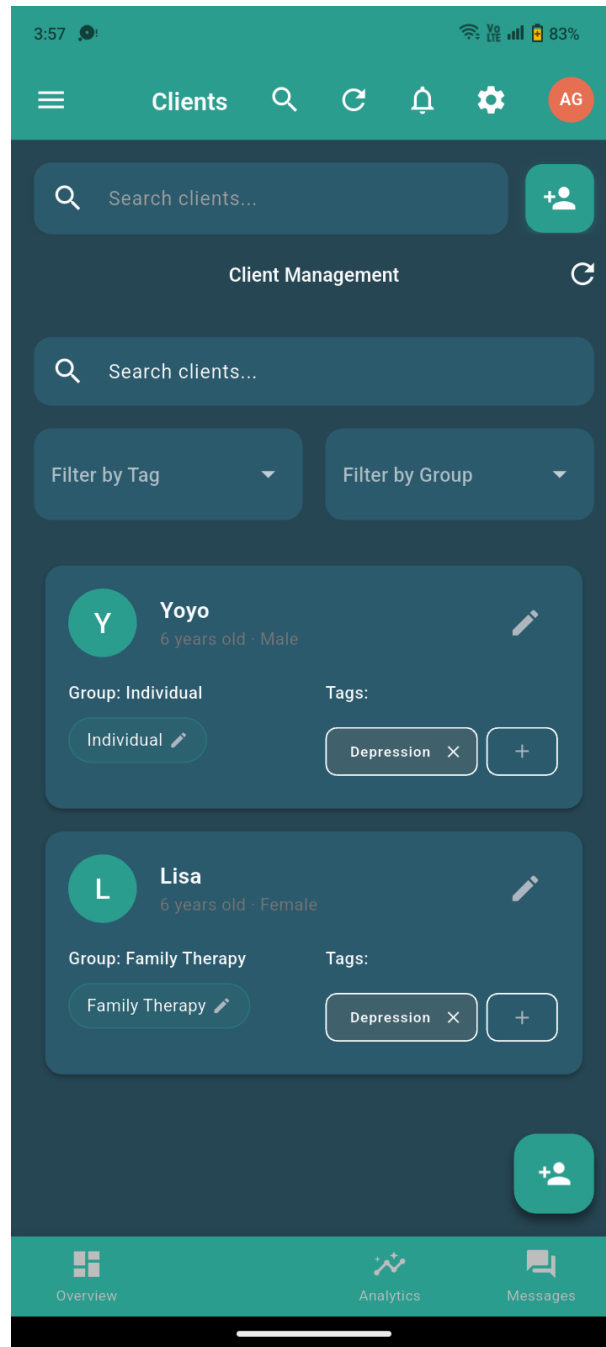 3:57 Vo LTE 83%
Clients AG
Search clients...
Client Management
Search clients...
Filter by Tag Filter by Group
Y Yoyo
6 years old · Male
Group: Individual Tags:
Individual Depression × +
L Lisa
6 years old · Female
Group: Family Therapy Tags:
Family Therapy Depression × +
Overview Analytics Messages